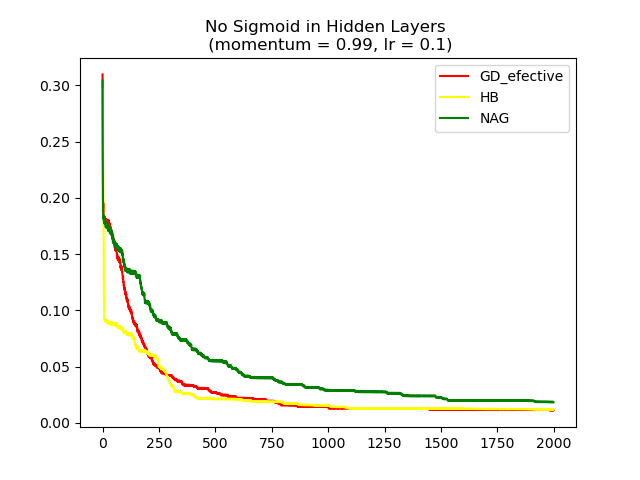 No Sigmoid in Hidden Layers
(momentum = 0.99, lr = 0.1)
GD_efective
HB
NAG
0.30
0.25
0.20
0.15
0.10
0.05
0.00
0 250 500 750 1000 1250 1500 1750 2000